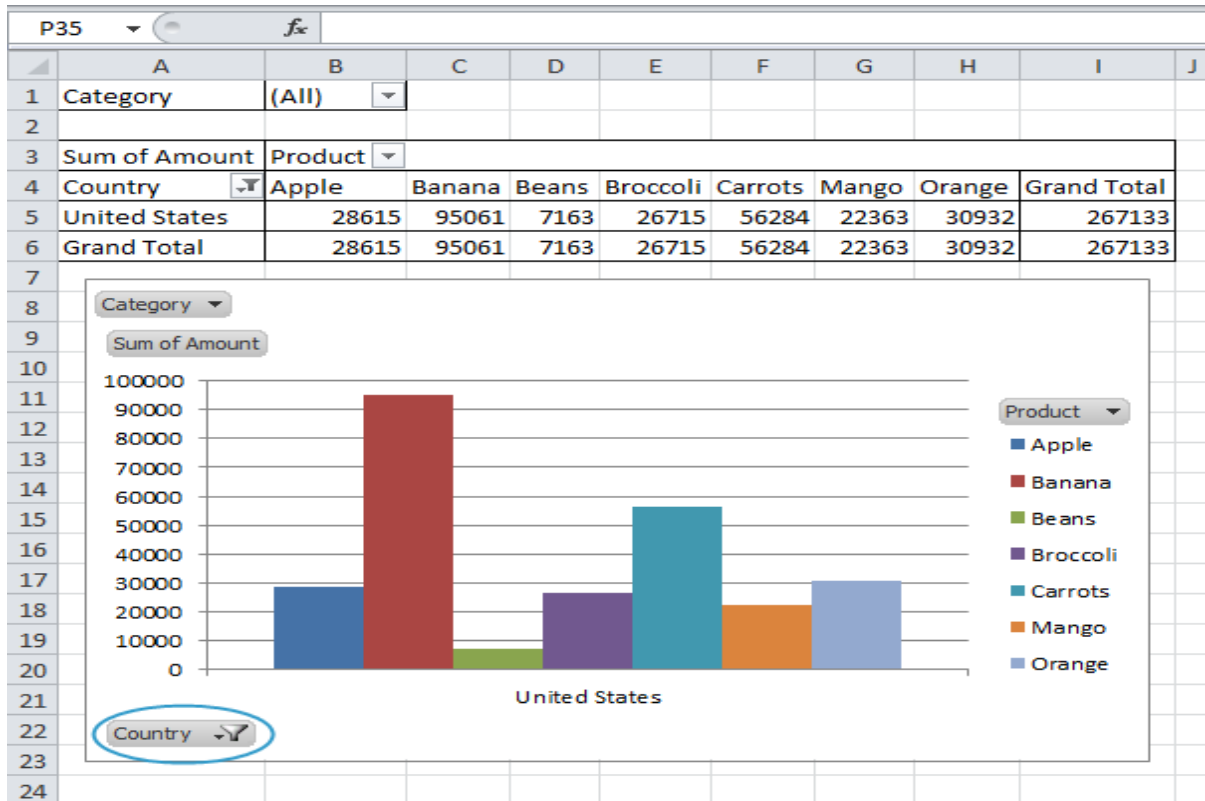 P35 fx
A B C D E F G H I J
1 Category (All)
2
3 Sum of Amount Product
4 Country Apple Banana Beans Broccoli Carrots Mango Orange Grand Total
5 United States 28615 95061 7163 26715 56284 22363 30932 267133
6 Grand Total 28615 95061 7163 26715 56284 22363 30932 267133
7
8 Category
9 Sum of Amount
10 100000
11 90000 Product
12 80000
13 70000 Apple
14 60000 Banana
15 50000 Beans
16 40000 Broccoli
17 30000 Carrots
18 20000 Mango
19 10000
20 0 Orange
21 United States
22 Country
23
24